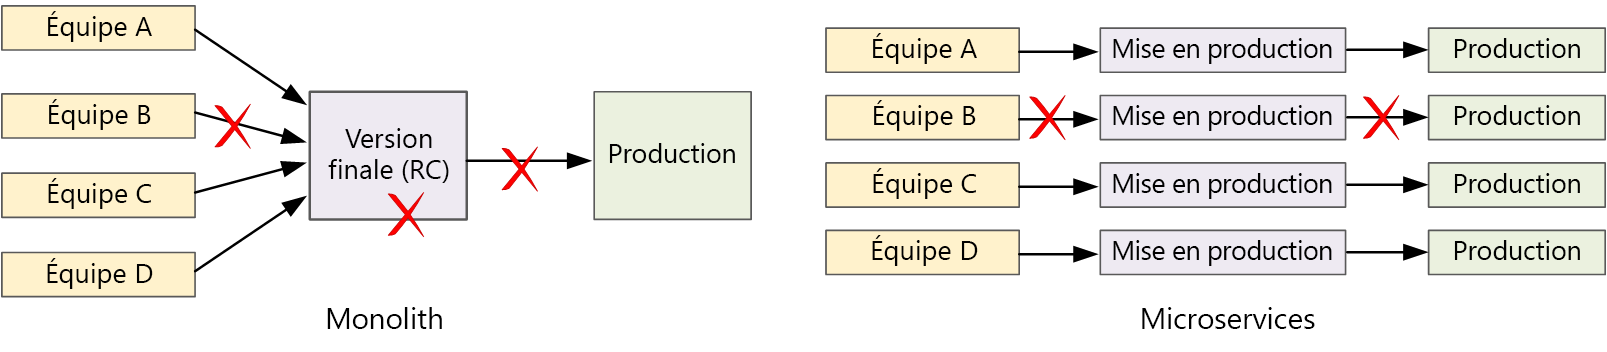 Équipe A
Équipe B
Équipe C
Équipe D
Version
finale (RC)
Production
Monolith
Équipe A
Mise en production
Production
Équipe B
Mise en production
Production
Équipe C
Mise en production
Production
Équipe D
Mise en production
Production
Microservices